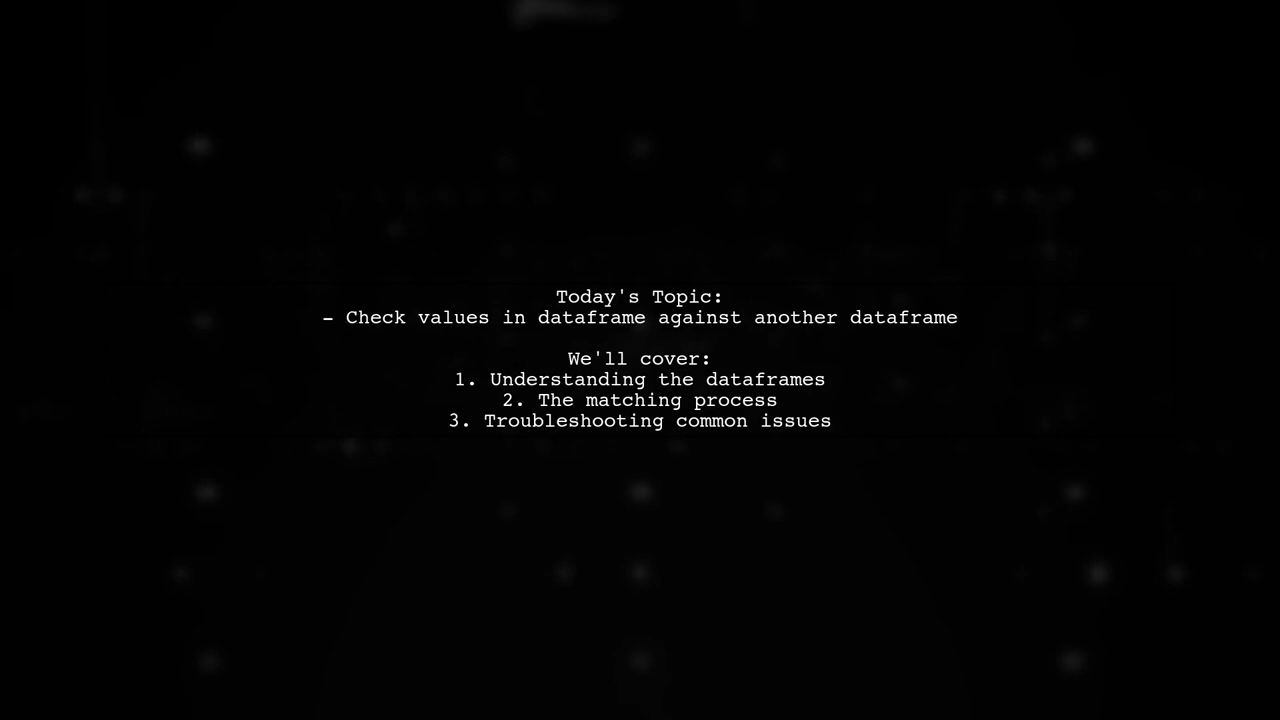 Today's Topic:
- Check values in dataframe against another dataframe
We'll cover:
1. Understanding the dataframes
2. The matching process
3. Troubleshooting common issues